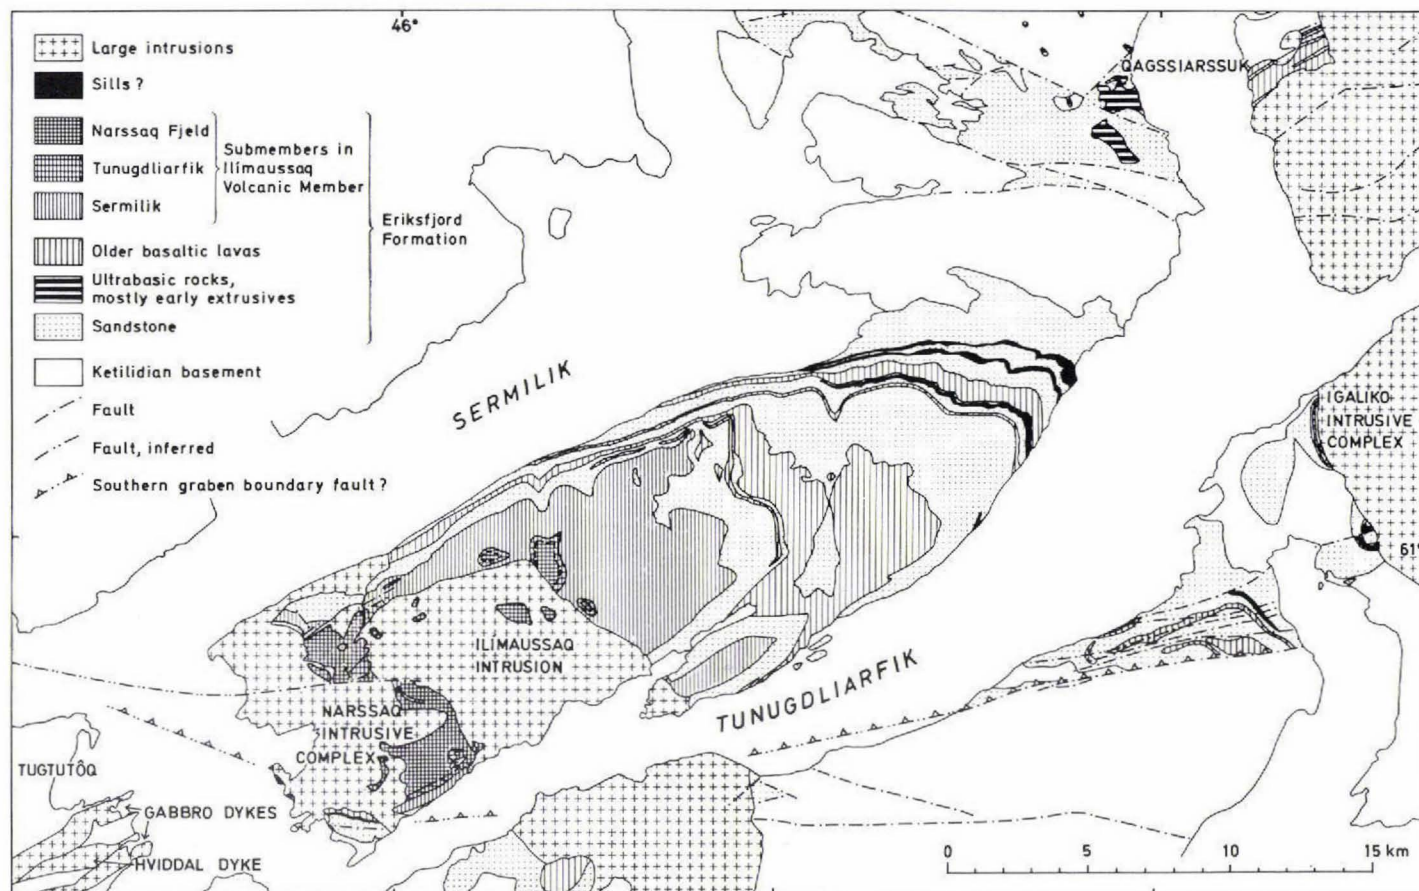 46°
Large intrusions
Sills ?
Narssaq Fjeld
Tunugdliarfik
Sermilik
Submembers in
Ilímaussaq
Volcanic Member
Older basaltic lavas
Ultrabasic rocks,
mostly early extrusives
Sandstone
Eriksfjord
Formation
Ketilidian basement
Fault
Fault, inferred
Southern graben boundary fault ?
QAGSSIARSSUK
SERMILIK
IGALIKO
INTRUSIVE
COMPLEX
61°
ILÍMAUSSAQ
INTRUSION
TUNUGDLIARFIK
NARSSAQ
INTRUSIVE
COMPLEX
TUGTUTÔQ
GABBRO DYKES
HVIDDAL DYKE
0 5 10 15 km